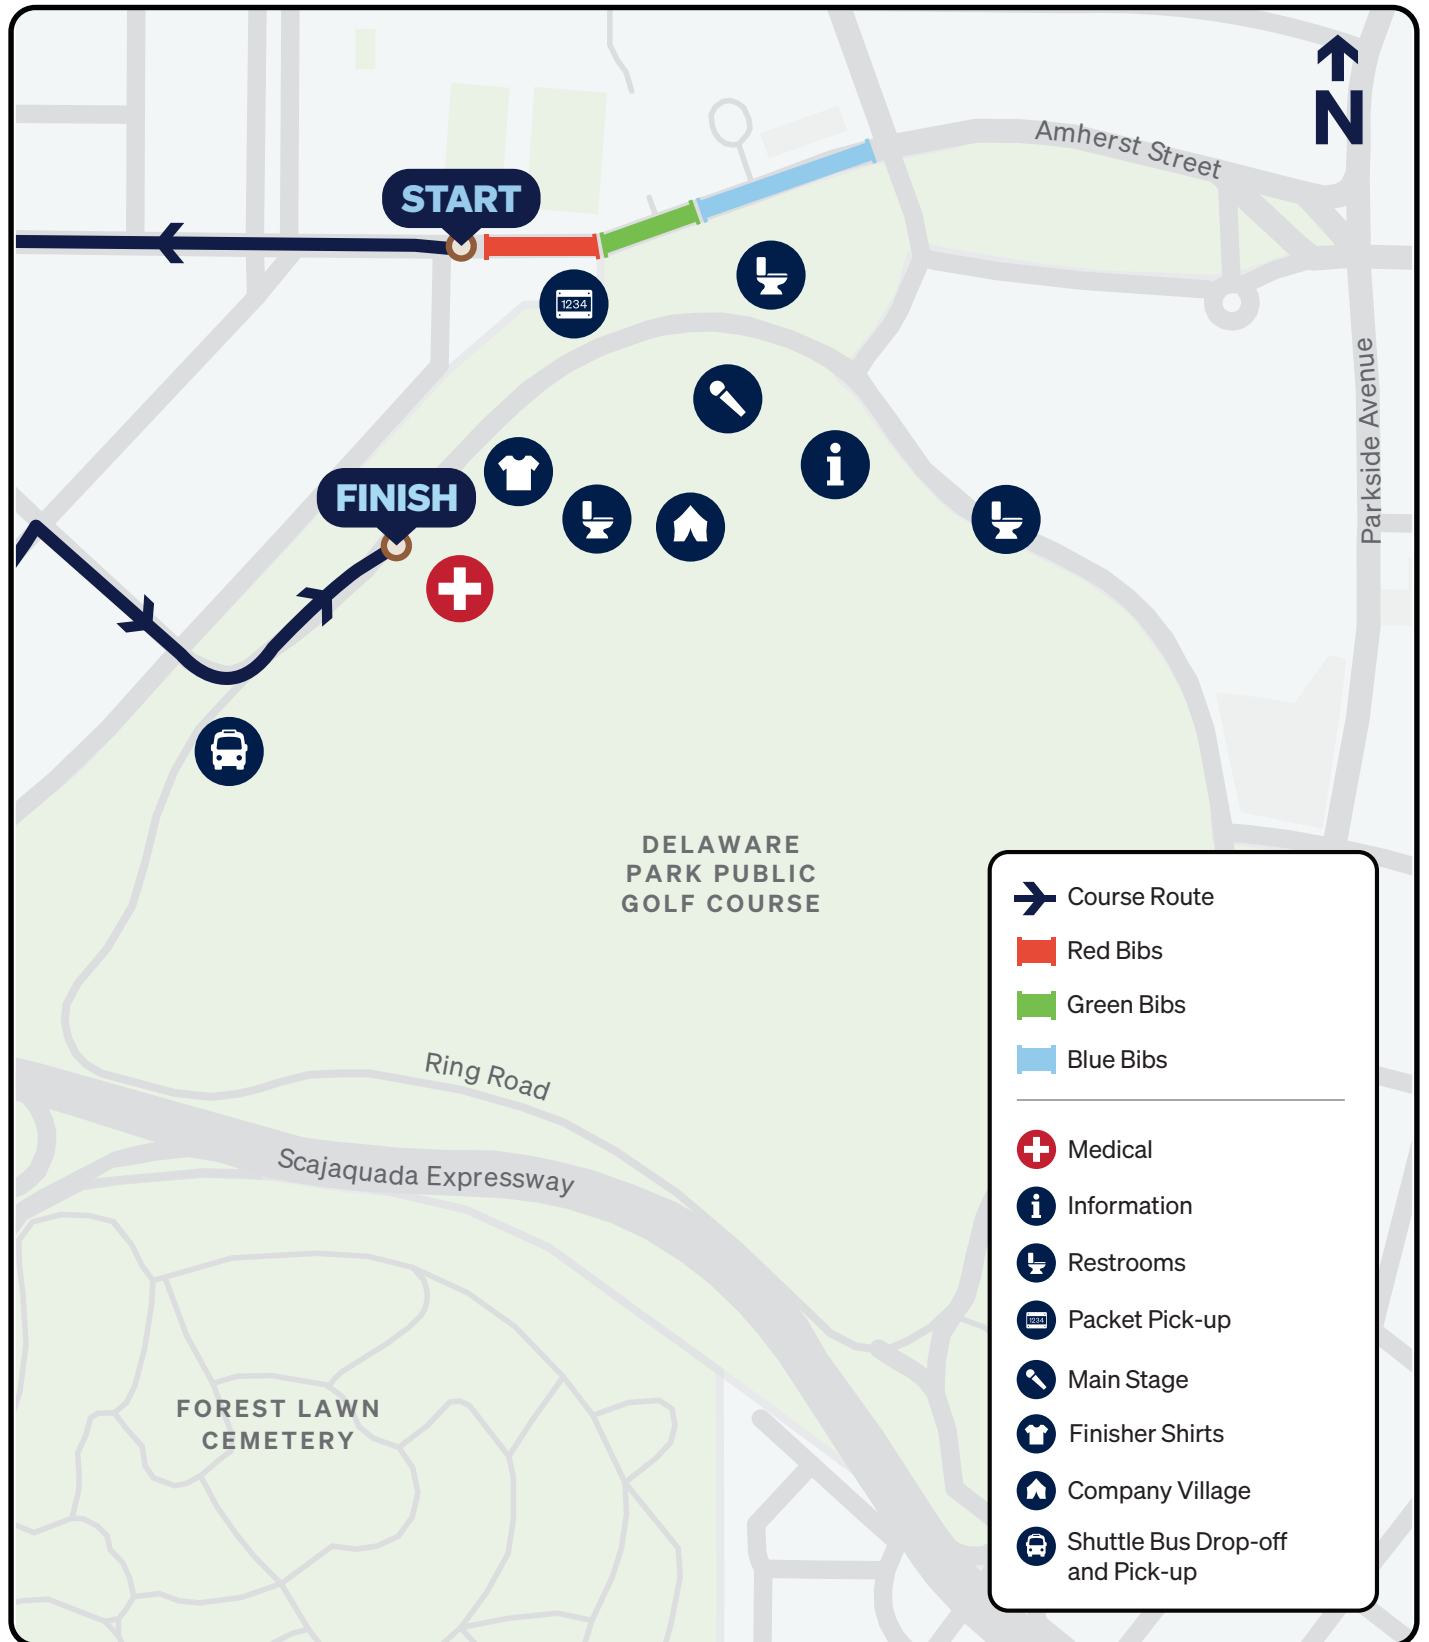 N
Amherst Street
START
1234
Parkside Avenue
FINISH
DELAWARE
PARK PUBLIC
GOLF COURSE
Course Route
Red Bibs
Green Bibs
Blue Bibs
Ring Road
Scajaquada Expressway
Medical
Information
Restrooms
1234
Packet Pick-up
Main Stage
Finisher Shirts
Company Village
Shuttle Bus Drop-off
and Pick-up
FOREST LAWN
CEMETERY